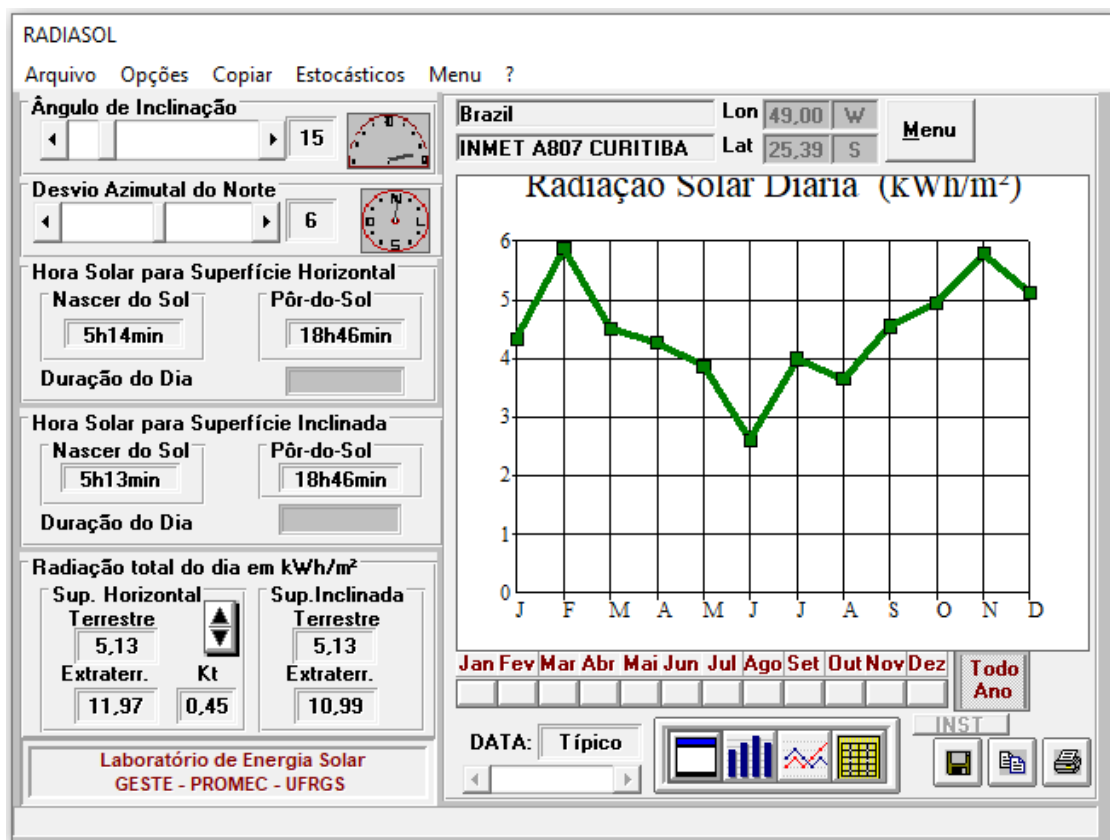 RADIASOL
Arquivo Opções Copiar Estocásticos Menu ?
Ângulo de Inclinação
15
Desvio Azimutal do Norte
6
N
O L
S
Hora Solar para Superfície Horizontal
Nascer do Sol Pôr-do-Sol
5h14min 18h46min
Duração do Dia
Hora Solar para Superfície Inclinada
Nascer do Sol Pôr-do-Sol
5h13min 18h46min
Duração do Dia
Radiação total do dia em kWh/m²
Sup. Horizontal Sup.Inclinada
Terrestre Terrestre
5,13 5,13
Extraterr. Kt Extraterr.
11,97 0,45 10,99
Laboratório de Energia Solar
GESTE - PROMEC - UFRGS
Brazil Lon 49,00 W
INMET A807 CURITIBA Lat 25,39 S
Menu
Radiação Solar Diaria (kWh/m²)
6
5
4
3
2
1
0
J F M A M J J A S O N D
Jan Fev Mar Abr Mai Jun Jul Ago Set Out Nov Dez
Todo
Ano
INST
DATA: Típico